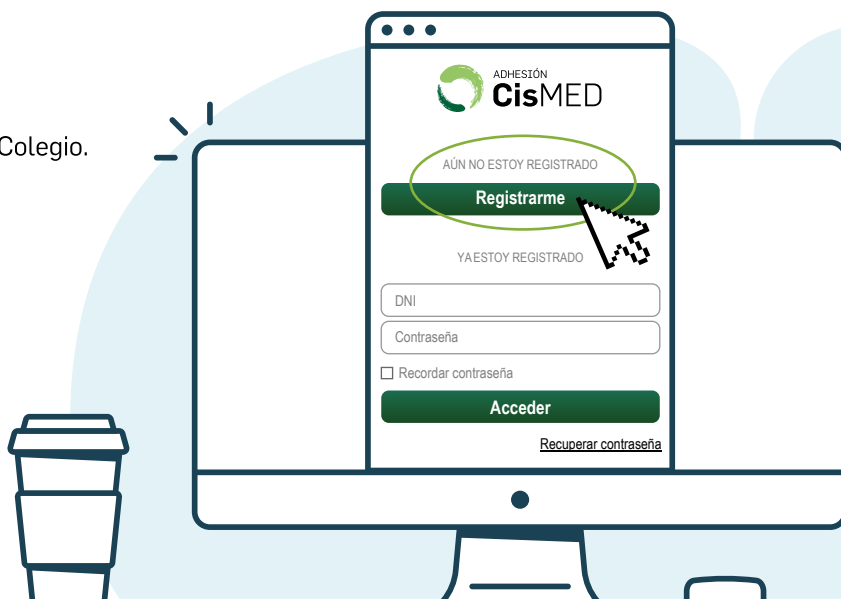 Colegio.
ADHESIÓN
CisMED
AÚN NO ESTOY REGISTRADO
Registrarme
YA ESTOY REGISTRADO
DNI
Contraseña
Recordar contraseña
Acceder
Recuperar contraseña